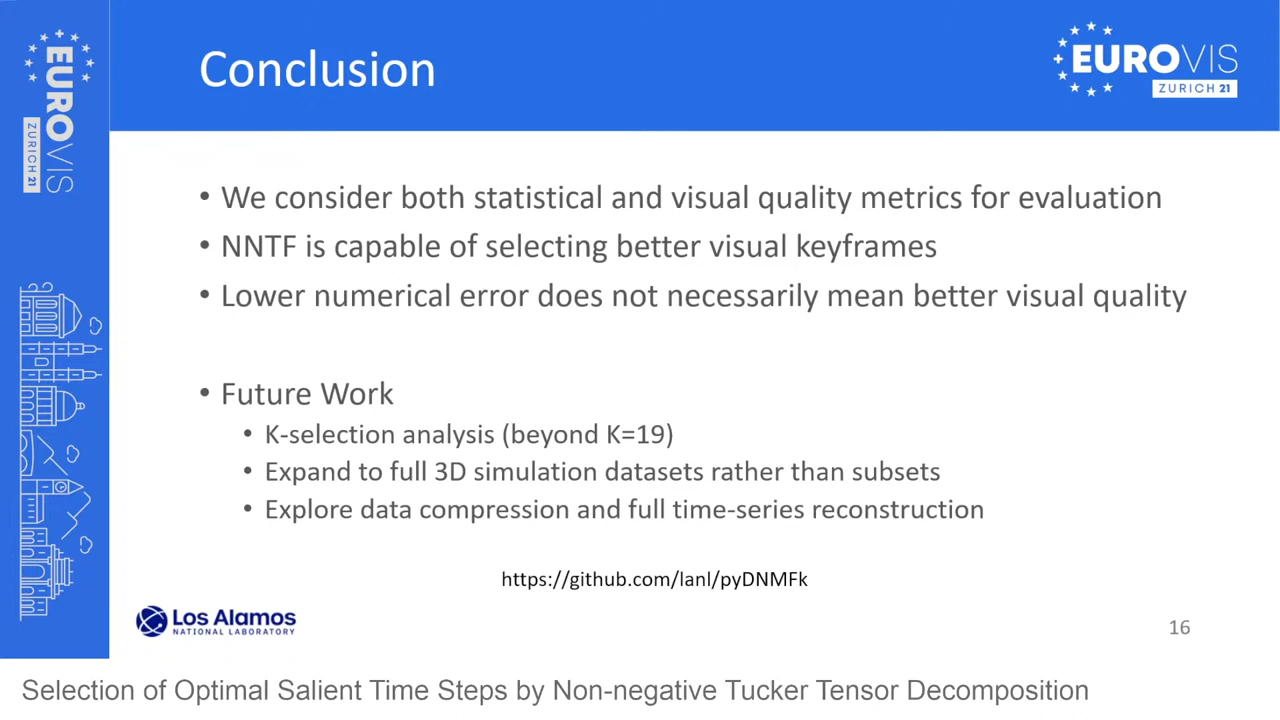 Conclusion
EUROVIS
ZURICH 21
EUROVIS
ZURICH 21
• We consider both statistical and visual quality metrics for evaluation
• NNTF is capable of selecting better visual keyframes
• Lower numerical error does not necessarily mean better visual quality
• Future Work
• K-selection analysis (beyond K=19)
• Expand to full 3D simulation datasets rather than subsets
• Explore data compression and full time-series reconstruction
https://github.com/lanl/pyDNMFk
Los Alamos
NATIONAL LABORATORY
16
Selection of Optimal Salient Time Steps by Non-negative Tucker Tensor Decomposition